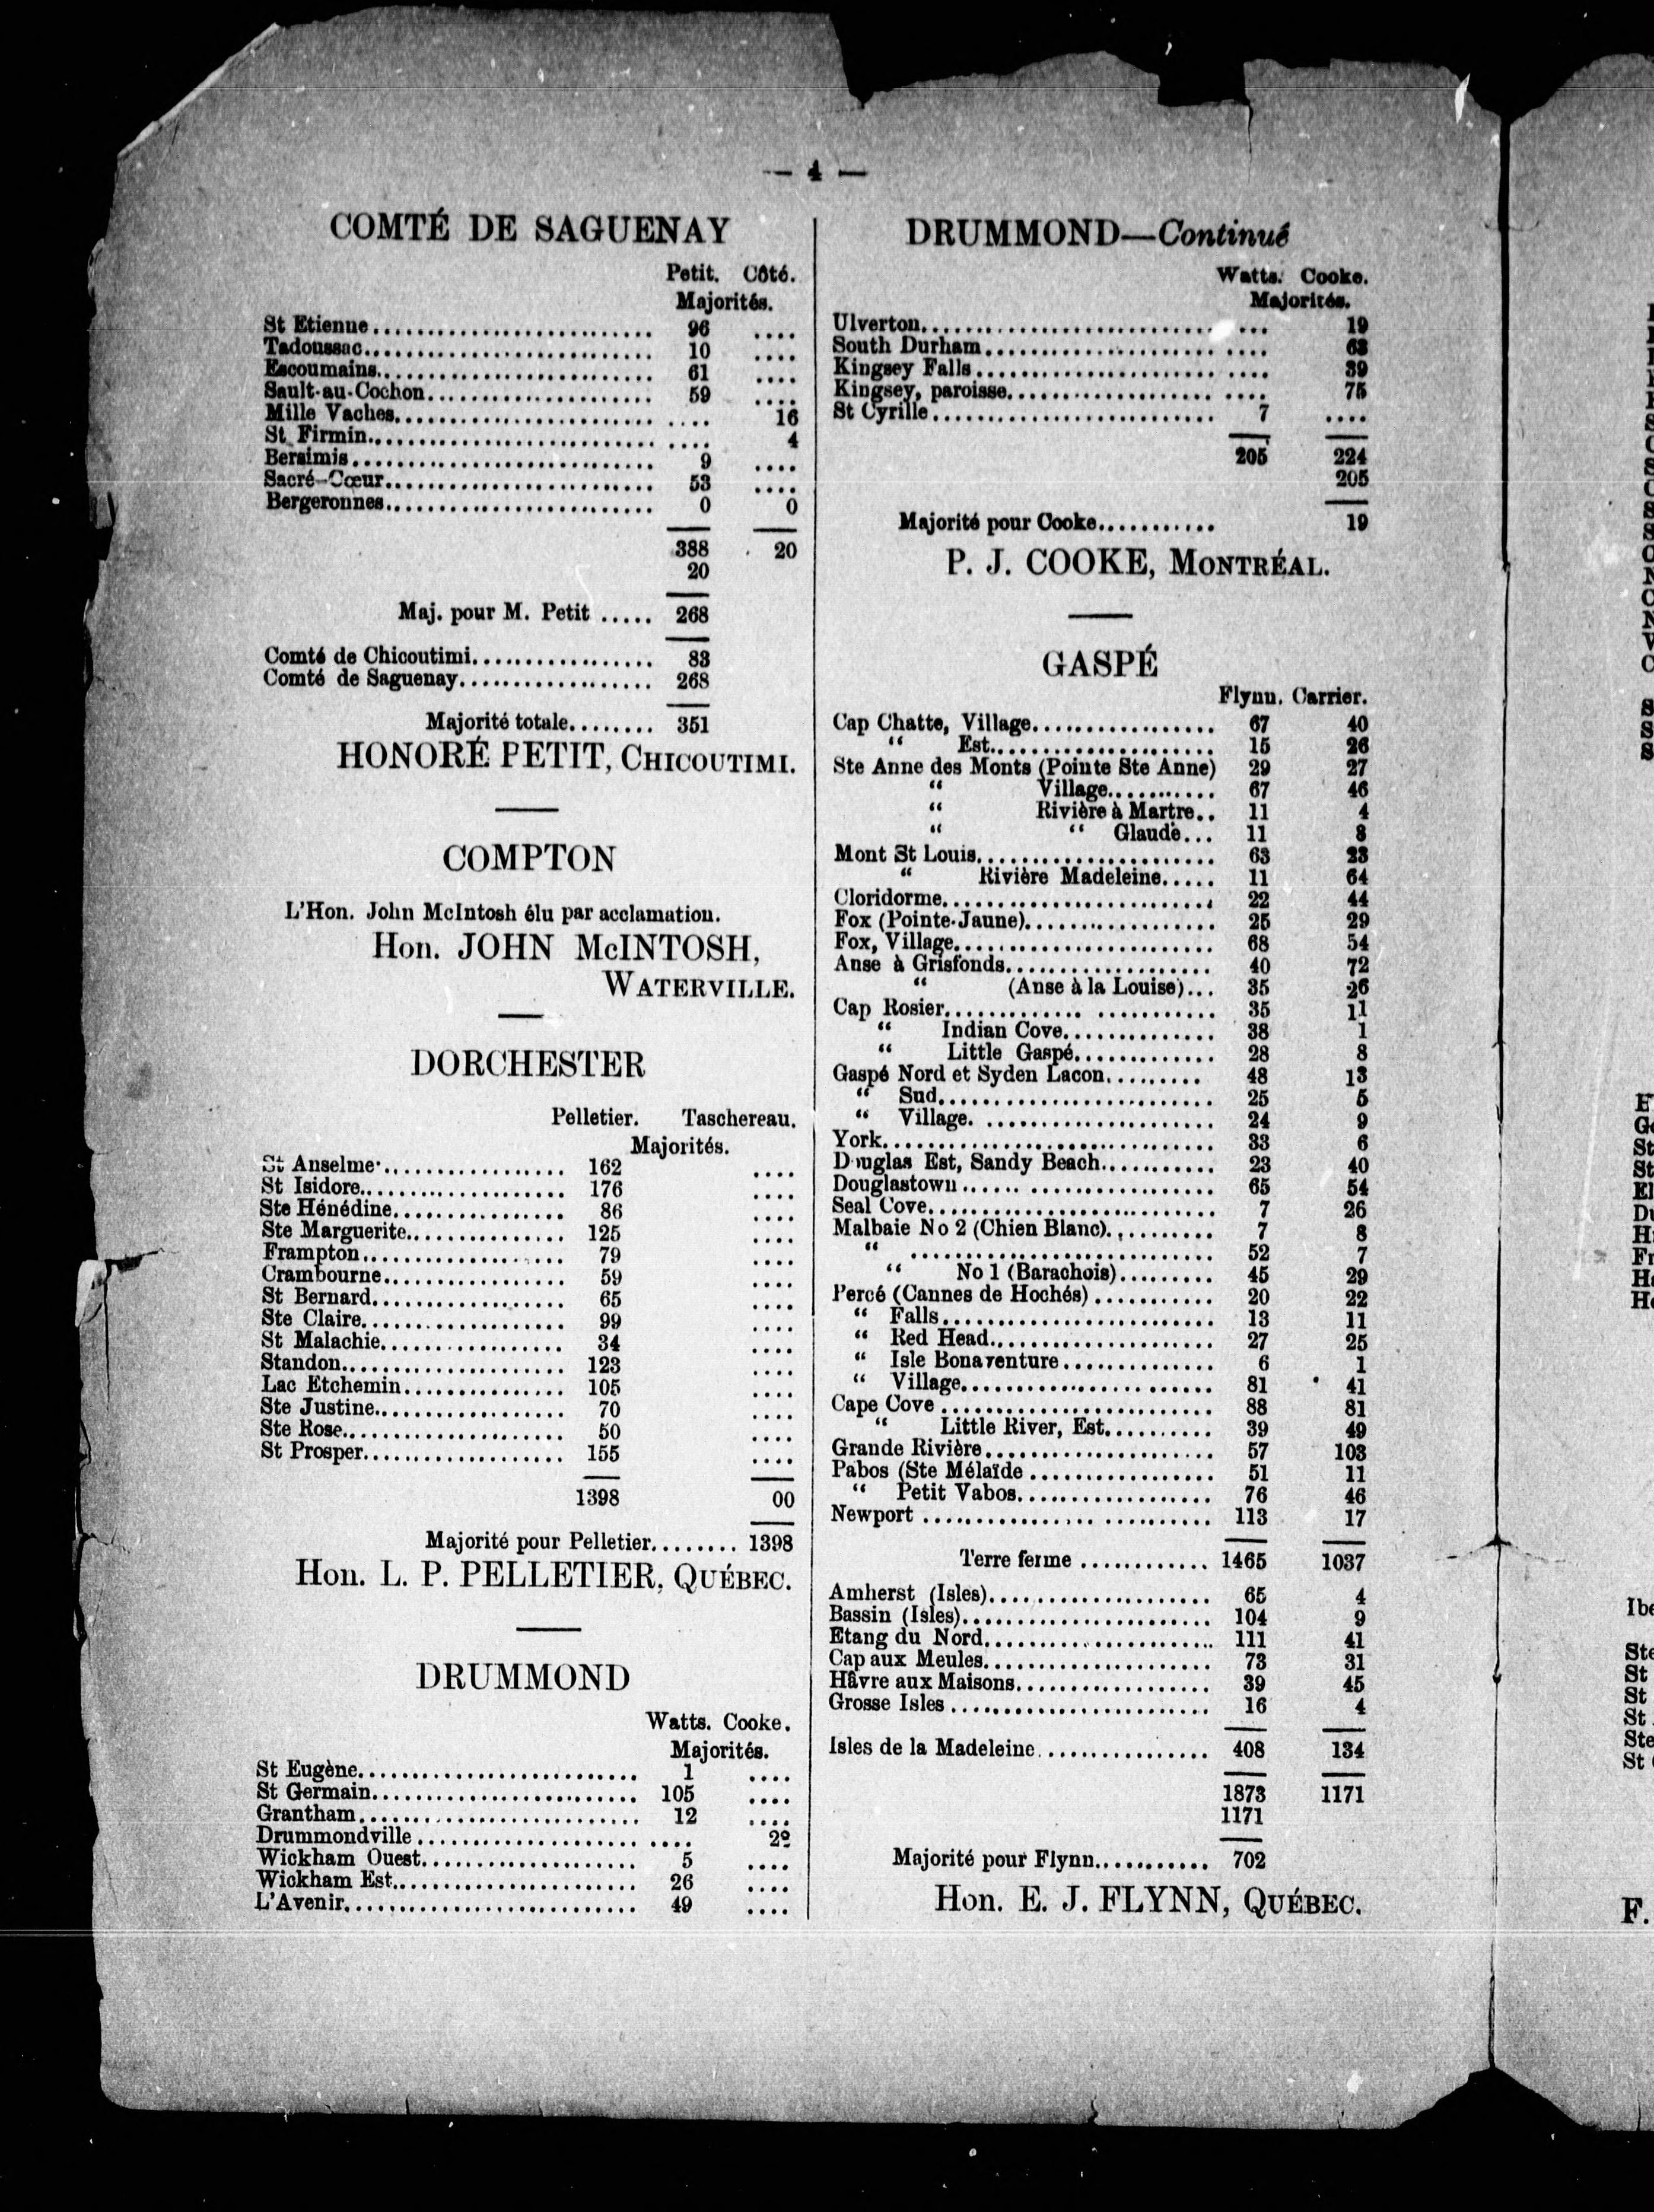 — 4 —
COMTÉ DE SAGUENAY
Petit. Côté.
Majorités.
St Etienne.......................... 96 ....
Tadoussac.......................... 10 ....
Escoumains.......................... 61 ....
Sault-au-Cochon...................... 59 ....
Mille Vaches.......................... .... 16
St Firmin............................ .... 4
Bersimis............................ 9 ....
Sacré-Cœur.......................... 53 ....
Bergeronnes.......................... 0 0
388 20
20
Maj. pour M. Petit ..... 268
Comté de Chicoutimi.................. 83
Comté de Saguenay................... 268
Majorité totale........ 351
HONORÉ PETIT, CHICOUTIMI.
COMPTON
L'Hon. John McIntosh élu par acclamation.
Hon. JOHN McINTOSH,
WATERVILLE.
DORCHESTER
Pelletier. Taschereau.
Majorités.
St Anselme.................. 162 ....
St Isidore.................... 176 ....
Ste Hénédine................. 86 ....
Ste Marguerite............... 125 ....
Frampton.................... 79 ....
Crambourne.................. 59 ....
St Bernard................... 65 ....
Ste Claire.................... 99 ....
St Malachie.................. 34 ....
Standon...................... 123 ....
Lac Etchemin................ 105 ....
Ste Justine................... 70 ....
Ste Rose...................... 50 ....
St Prosper.................... 155 ....
1398 00
Majorité pour Pelletier........ 1398
Hon. L. P. PELLETIER, QUÉBEC.
DRUMMOND
Watts. Cooke.
Majorités.
St Eugène........................... 1 ....
St Germain.......................... 105 ....
Grantham............................ 12 ....
Drummondville ...................... ....
Wickham Ouest...................... 5 ....
Wickham Est........................ 26 ....
L'Avenir............................. 49 ....
DRUMMOND—Continué
Watts. Cooke.
Majorités.
Ulverton............................. ... 19
South Durham........................ .... 63
Kingsey Falls........................ .... 39
Kingsey, paroisse.................... .... 75
St Cyrille............................ 7 ....
205 224
205
Majorité pour Cooke........... 19
P. J. COOKE, MONTRÉAL.
GASPÉ
Flynn. Carrier.
Cap Chatte, Village.................. 67 40
“ Est...................... 15 26
Ste Anne des Monts (Pointe Ste Anne) 29 27
“ Village........... 67 46
“ Rivière à Martre.. 11 4
“ “ Glaude... 11 8
Mont St Louis....................... 63 23
“ Rivière Madeleine..... 11 64
Cloridorme........................... 22 44
Fox (Pointe-Jaune)................... 25 29
Fox, Village.......................... 68 54
Anse à Grisfonds.................... 40 72
“ (Anse à la Louise)... 35 26
Cap Rosier............. ........... 35 11
“ Indian Cove.............. 38 1
“ Little Gaspé............. 28 8
Gaspé Nord et Syden Lacon......... 48 13
“ Sud........................... 25 5
“ Village. ..................... 24 9
York................................. 33 6
Douglas Est, Sandy Beach........... 23 40
Douglastown...... .................. 65 54
Seal Cove............................ 7 26
Malbaie No 2 (Chien Blanc).......... 7 8
“ .............................. 52 7
“ No 1 (Barachois)......... 45 29
Percé (Cannes de Hochés) ........... 20 22
“ Falls........................... 13 11
“ Red Head...................... 27 25
“ Isle Bonaventure.............. 6 1
“ Village........................ 81 41
Cape Cove .......................... 88 81
“ Little River, Est.......... 39 49
Grande Rivière....................... 57 103
Pabos (Ste Mélaïde .................. 51 11
“ Petit Vabos................... 76 46
Newport ............... .......... 113 17
Terre ferme ............ 1465 1037
Amherst (Isles)...................... 65 4
Bassin (Isles)......................... 104 9
Etang du Nord....................... 111 41
Cap aux Meules...................... 73 31
Hâvre aux Maisons................... 39 45
Grosse Isles .......................... 16 4
Isles de la Madeleine................. 408 134
1873 1171
1171
Majorité pour Flynn........... 702
Hon. E. J. FLYNN, QUÉBEC.